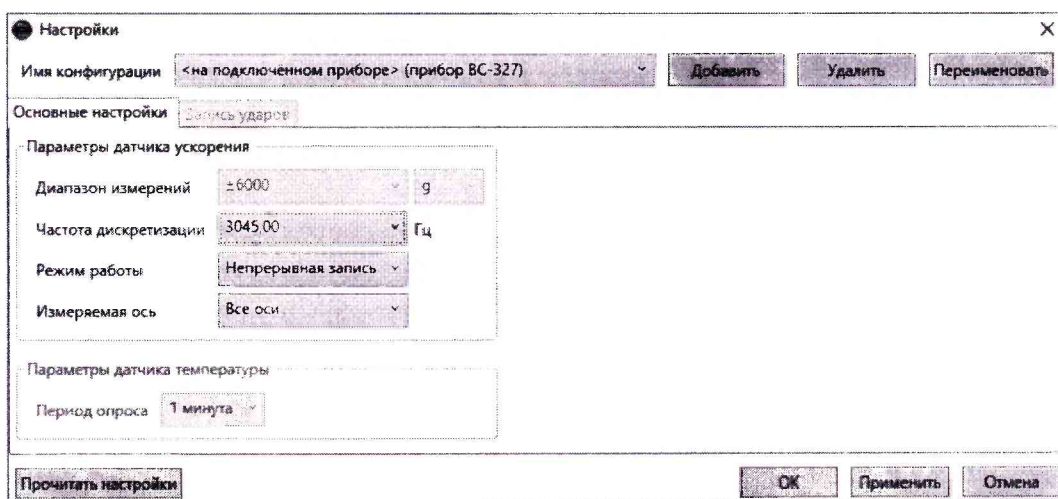 Настройки
Имя конфигурации <на подключённом приборе> (прибор ВС-327) Добавить Удалить Переименовать
Основные настройки Запись ударов
Параметры датчика ускорения
Диапазон измерений ±6000 g
Частота дискретизации 3045,00 Гц
Режим работы Непрерывная запись
Измеряемая ось Все оси
Параметры датчика температуры
Период опроса 1 минута
Прочитать настройки ОК Применить Отмена